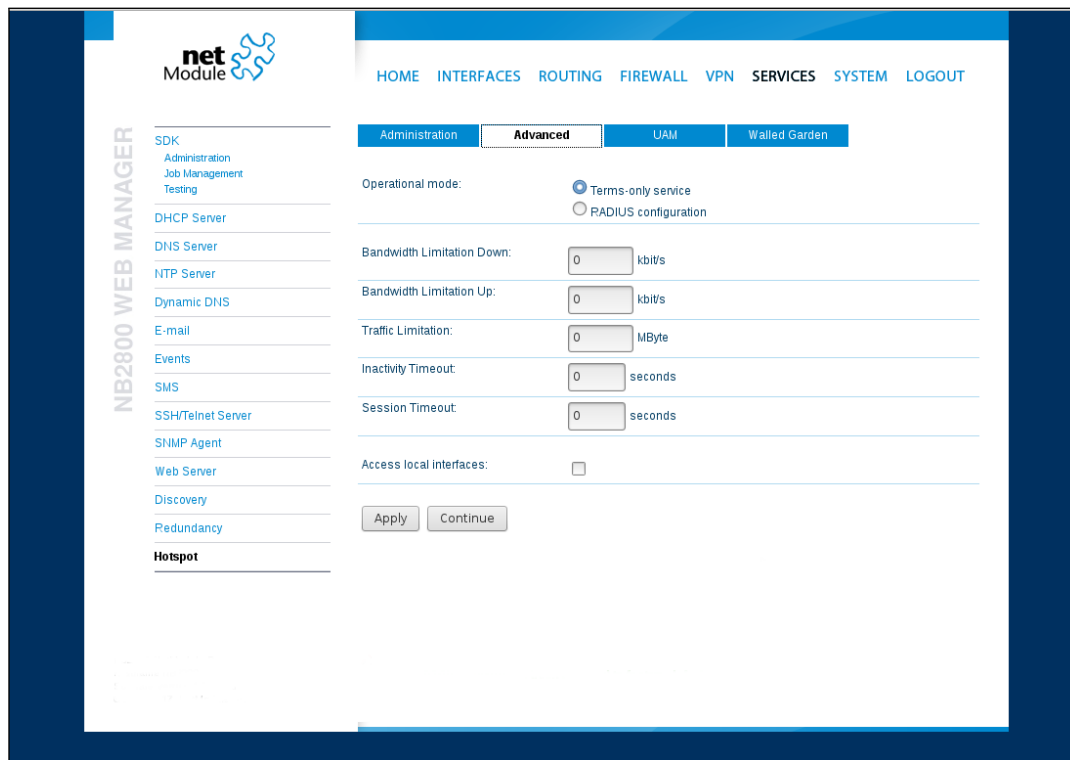 net
Module
HOME INTERFACES ROUTING FIREWALL VPN SERVICES SYSTEM LOGOUT
NB2800 WEB MANAGER
SDK
Administration
Job Management
Testing
DHCP Server
DNS Server
NTP Server
Dynamic DNS
E-mail
Events
SMS
SSH/Telnet Server
SNMP Agent
Web Server
Discovery
Redundancy
Hotspot
Administration Advanced UAM Walled Garden
Operational mode:
Terms-only service
RADIUS configuration
Bandwidth Limitation Down: 0 kbit/s
Bandwidth Limitation Up: 0 kbit/s
Traffic Limitation: 0 MByte
Inactivity Timeout: 0 seconds
Session Timeout: 0 seconds
Access local interfaces:
Apply Continue